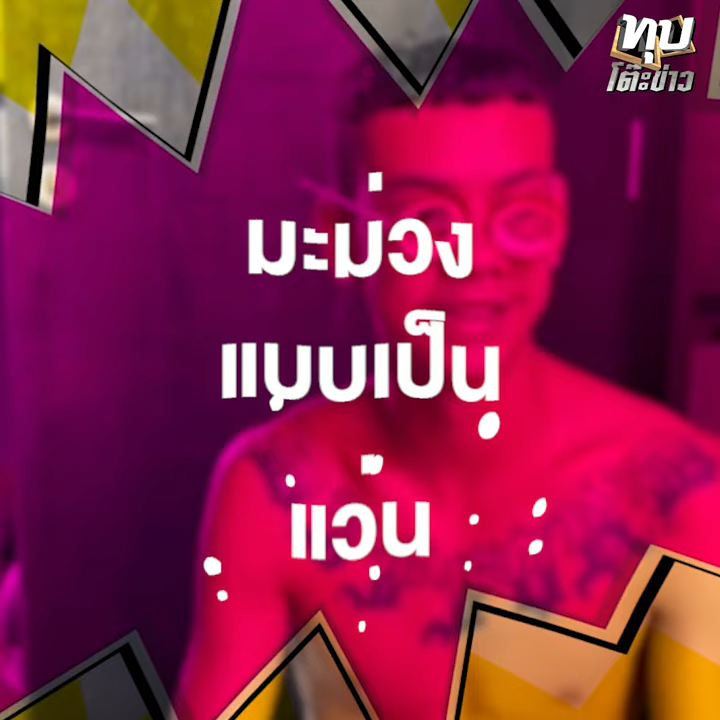 ทุบ
โต๊ะข่าว
มะม่วง
แบบเป็น
แว่น